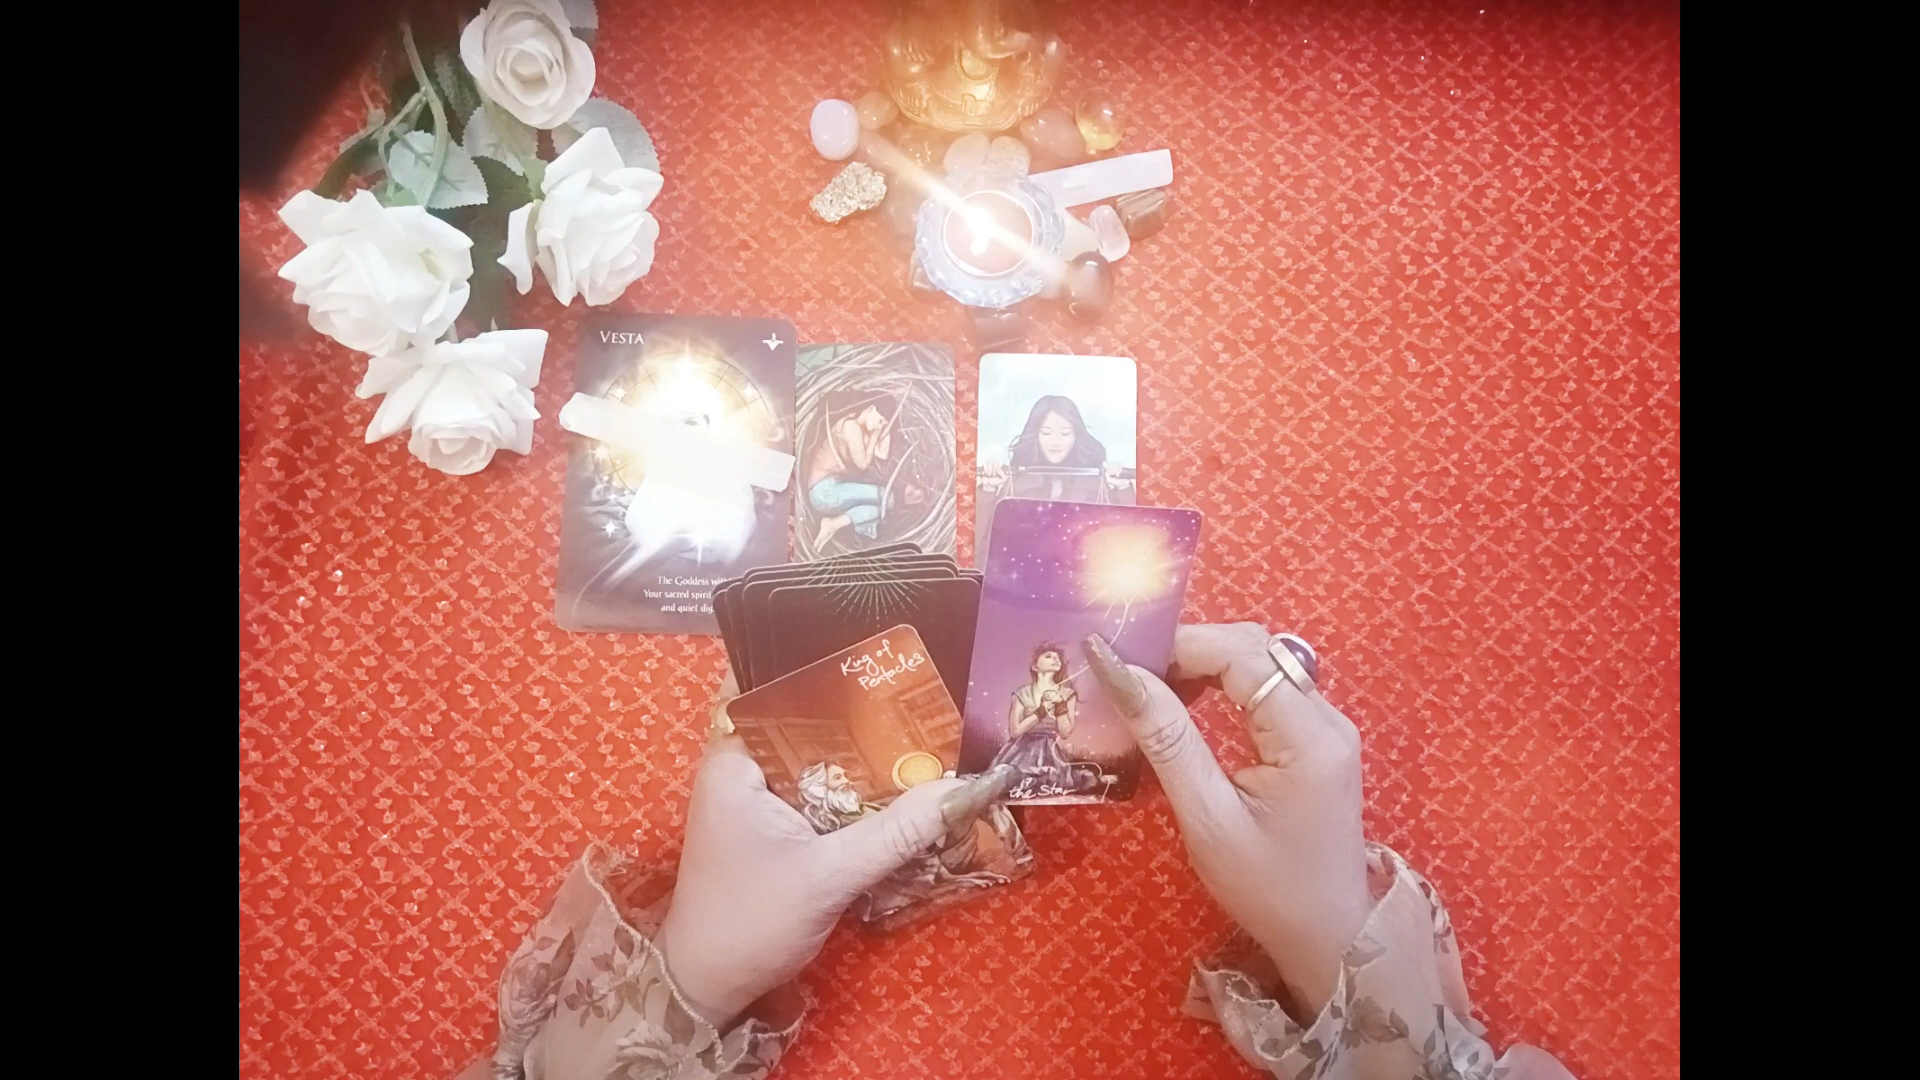 VESTA
The Goddess
Your sacred spirit
and quiet
King of
Pentacles
the Star